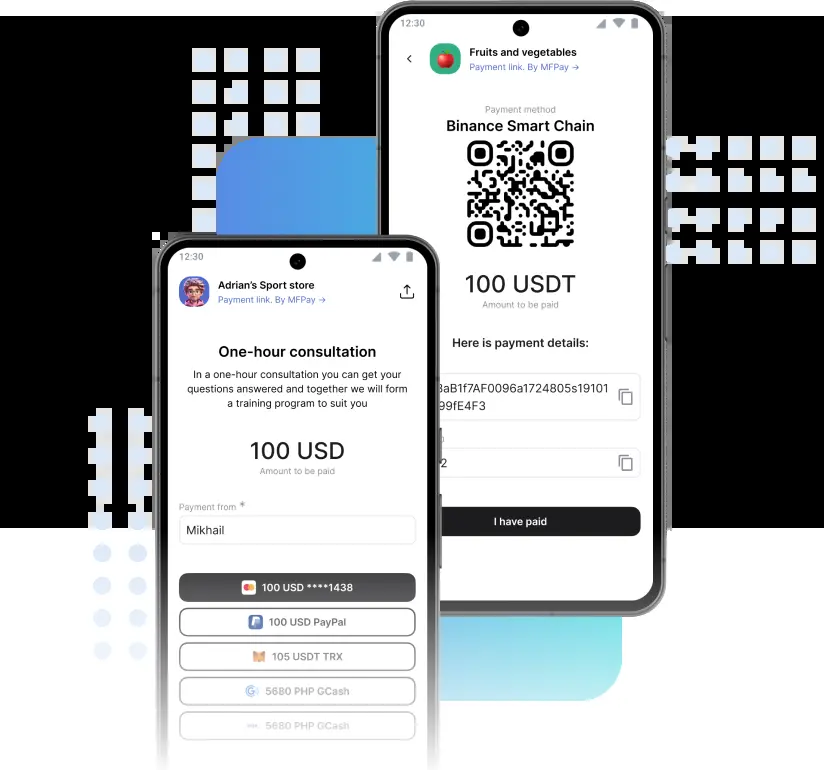 12:30
Fruits and vegetables
Payment link. By MFPay →
Payment method
Binance Smart Chain
100 USDT
Amount to be paid
Here is payment details:
3aB1f7AF0096a1724805s19101
99fE4F3
2
I have paid
12:30
Adrian’s Sport store
Payment link. By MFPay →
One-hour consultation
In a one-hour consultation you can get your
questions answered and together we will form
a training program to suit you
100 USD
Amount to be paid
Payment from *
Mikhail
100 USD ****1438
100 USD PayPal
105 USDT TRX
5680 PHP GCash
5680 PHP GCash